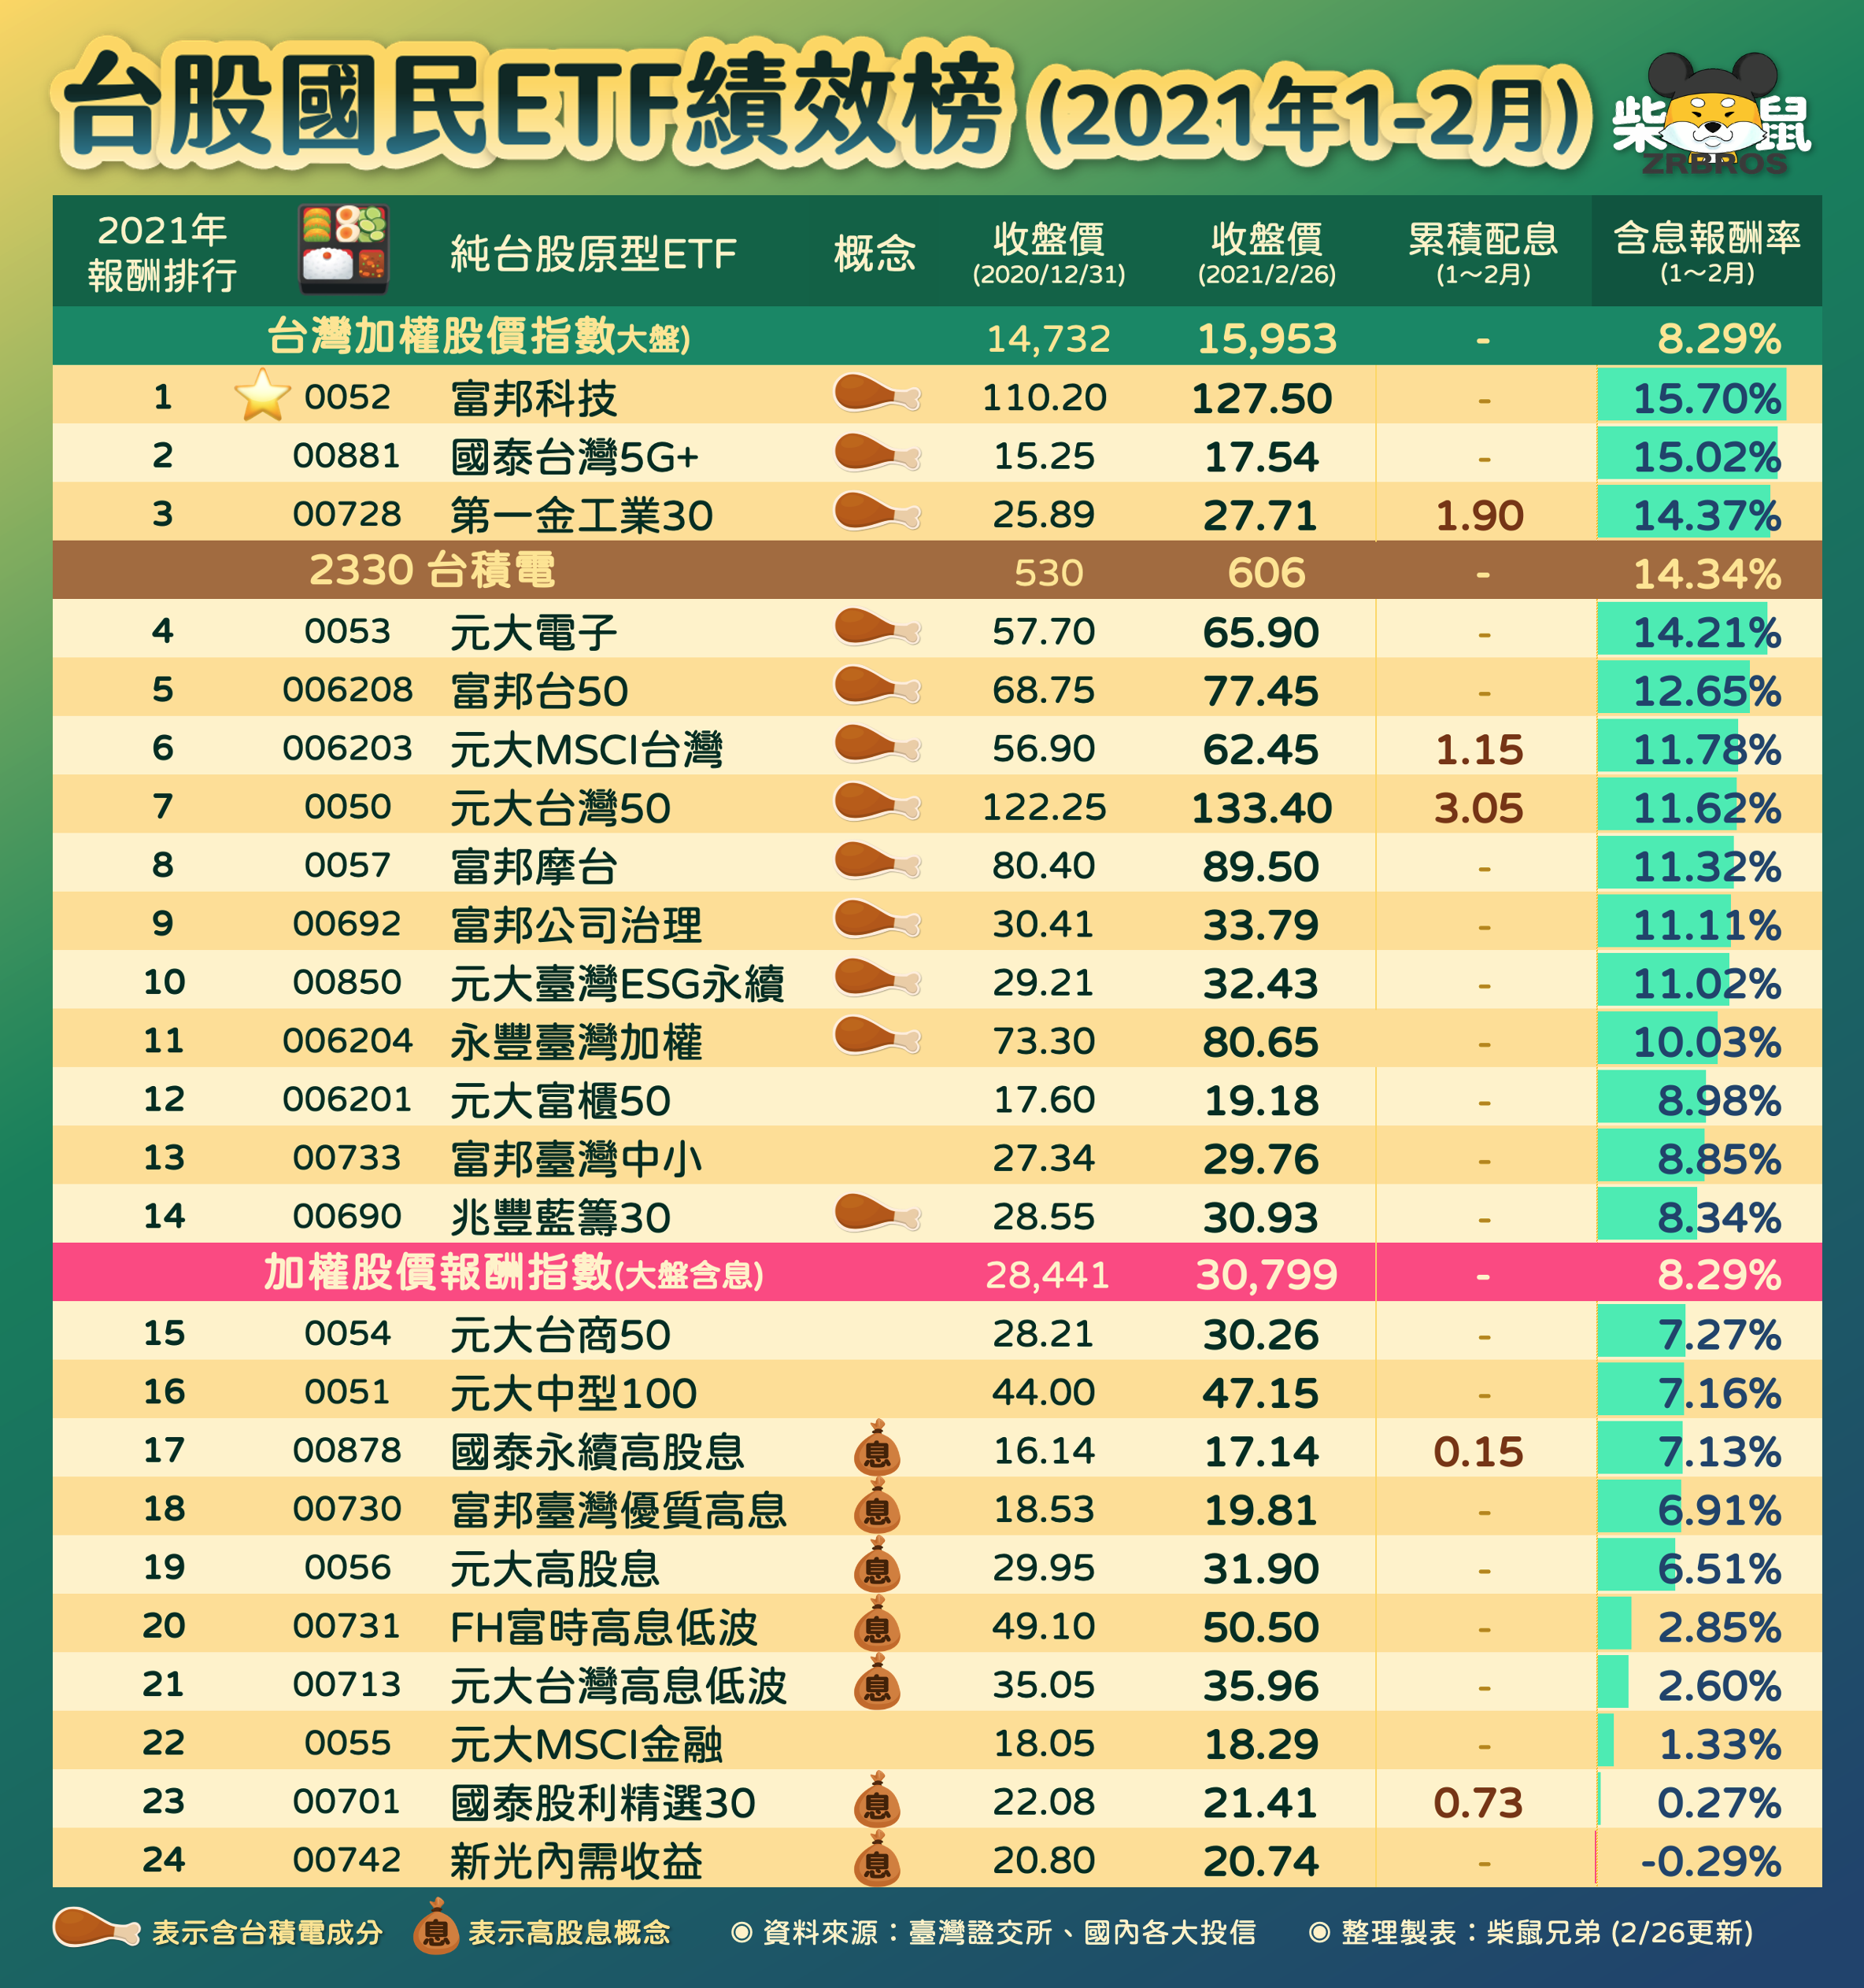 台股國民ETF績效榜 (2021年1-2月)
柴鼠
ZRBROS
2021年報酬排行 純台股原型ETF 概念 收盤價(2020/12/31) 收盤價(2021/2/26) 累積配息(1～2月) 含息報酬率(1～2月)
台灣加權股價指數大盤) 14,732 15,953 - 8.29%
1 0052 富邦科技 110.20 127.50 - 15.70%
2 00881 國泰台灣5G+ 15.25 17.54 - 15.02%
3 00728 第一金工業30 25.89 27.71 1.90 14.37%
2330 台積電 530 606 - 14.34%
4 0053 元大電子 57.70 65.90 - 14.21%
5 006208 富邦台50 68.75 77.45 - 12.65%
6 006203 元大MSCI台灣 56.90 62.45 1.15 11.78%
7 0050 元大台灣50 122.25 133.40 3.05 11.62%
8 0057 富邦摩台 80.40 89.50 - 11.32%
9 00692 富邦公司治理 30.41 33.79 - 11.11%
10 00850 元大臺灣ESG永續 29.21 32.43 - 11.02%
11 006204 永豐臺灣加權 73.30 80.65 - 10.03%
12 006201 元大富櫃50 17.60 19.18 - 8.98%
13 00733 富邦臺灣中小 27.34 29.76 - 8.85%
14 00690 兆豐藍籌30 28.55 30.93 - 8.34%
加權股價報酬指數(大盤含息) 28,441 30,799 - 8.29%
15 0054 元大台商50 28.21 30.26 - 7.27%
16 0051 元大中型100 44.00 47.15 - 7.16%
17 00878 國泰永續高股息 息 16.14 17.14 0.15 7.13%
18 00730 富邦臺灣優質高息 息 18.53 19.81 - 6.91%
19 0056 元大高股息 息 29.95 31.90 - 6.51%
20 00731 FH富時高息低波 息 49.10 50.50 - 2.85%
21 00713 元大台灣高息低波 息 35.05 35.96 - 2.60%
22 0055 元大MSCI金融 18.05 18.29 - 1.33%
23 00701 國泰股利精選30 息 22.08 21.41 0.73 0.27%
24 00742 新光內需收益 息 20.80 20.74 - -0.29%
表示含台積電成分 息 表示高股息概念 ◉ 資料來源：臺灣證交所、國內各大投信 ◉ 整理製表：柴鼠兄弟 (2/26更新)